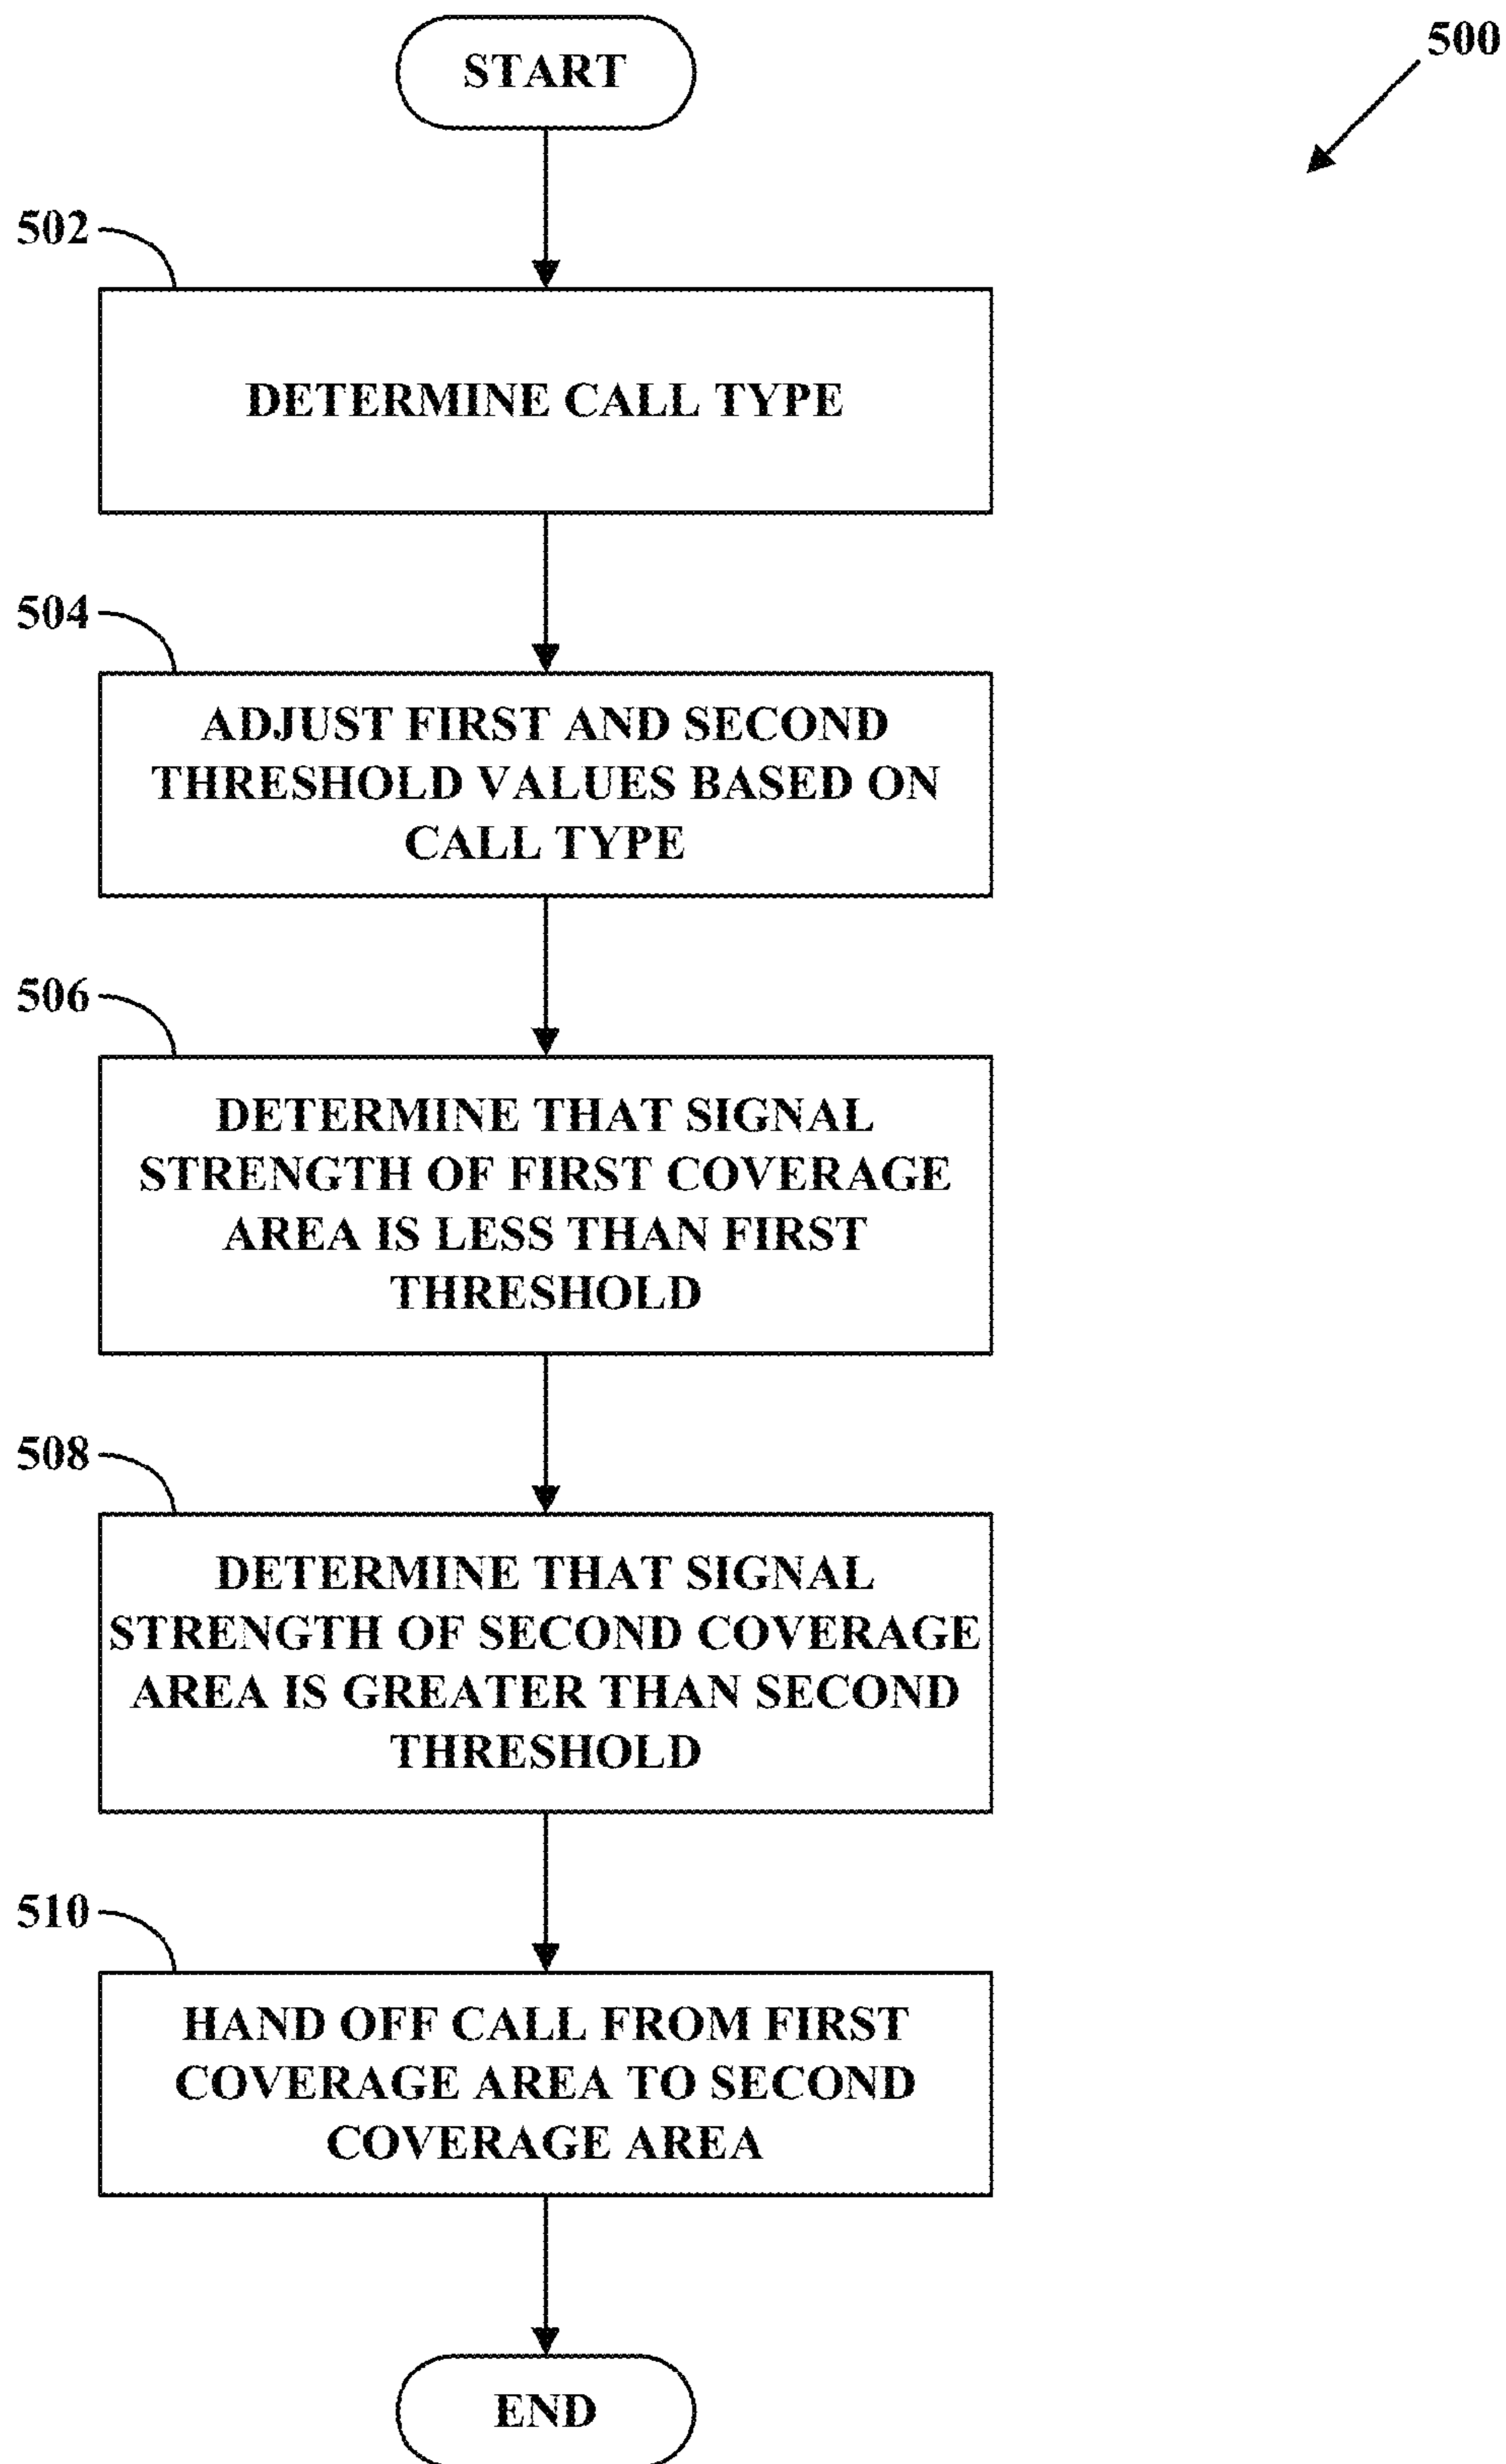 START
500
502
DETERMINE CALL TYPE
504
ADJUST FIRST AND SECOND
THRESHOLD VALUES BASED ON
CALL TYPE
506
DETERMINE THAT SIGNAL
STRENGTH OF FIRST COVERAGE
AREA IS LESS THAN FIRST
THRESHOLD
508
DETERMINE THAT SIGNAL
STRENGTH OF SECOND COVERAGE
AREA IS GREATER THAN SECOND
THRESHOLD
510
HAND OFF CALL FROM FIRST
COVERAGE AREA TO SECOND
COVERAGE AREA
END